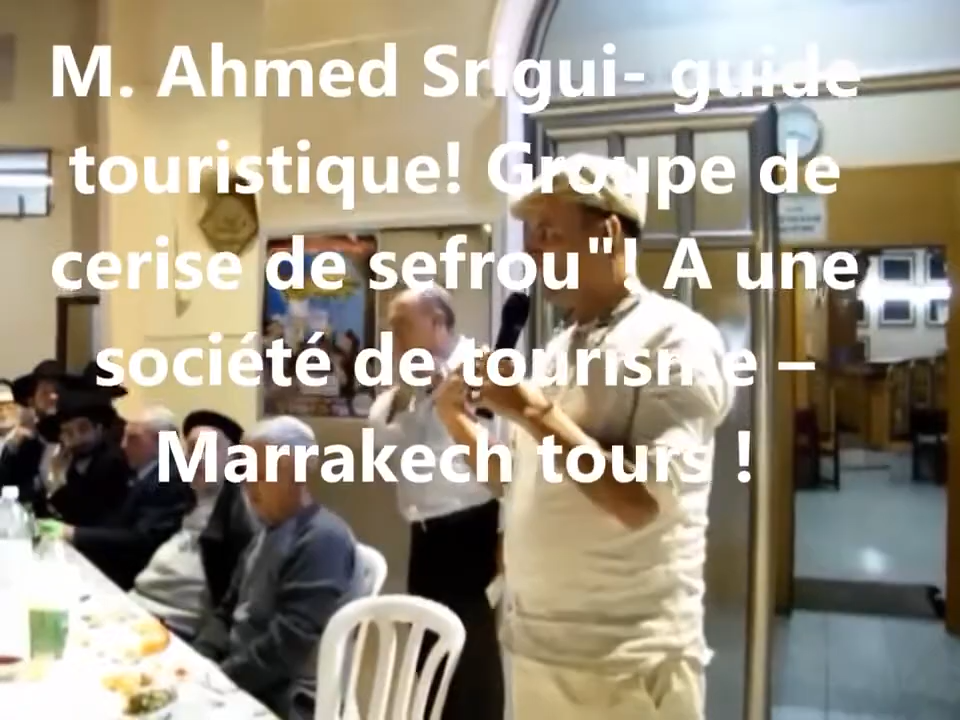 M. Ahmed Srigui- guide
touristique! Groupe de
cerise de sefrou"! A une
société de tourisme –
Marrakech tours !